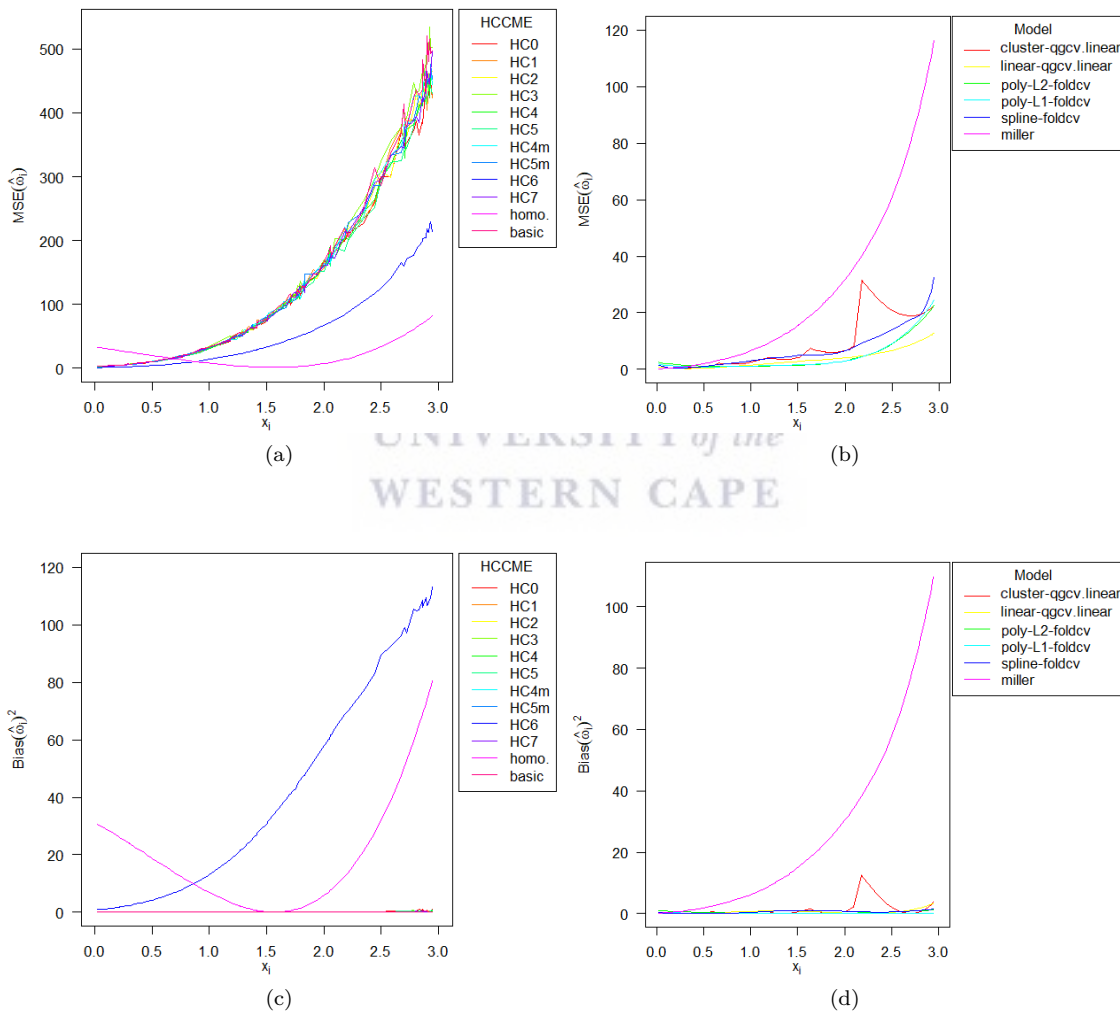 HCCME
HC0
HC1
HC2
HC3
HC4
HC5
HC4m
HC5m
HC6
HC7
homo.
basic
MSE(ω̂i)
500
400
300
200
100
0
0.0 0.5 1.0 1.5 2.0 2.5 3.0
xi
(a)
Model
cluster-qgcv.linear
linear-qgcv.linear
poly-L2-foldcv
poly-L1-foldcv
spline-foldcv
miller
MSE(ω̂i)
120
100
80
60
40
20
0
0.0 0.5 1.0 1.5 2.0 2.5 3.0
xi
(b)
UNIVERSITY of the
WESTERN CAPE
HCCME
HC0
HC1
HC2
HC3
HC4
HC5
HC4m
HC5m
HC6
HC7
homo.
basic
Bias(ω̂i)²
120
100
80
60
40
20
0
0.0 0.5 1.0 1.5 2.0 2.5 3.0
xi
(c)
Model
cluster-qgcv.linear
linear-qgcv.linear
poly-L2-foldcv
poly-L1-foldcv
spline-foldcv
miller
Bias(ω̂i)²
100
80
60
40
20
0
0.0 0.5 1.0 1.5 2.0 2.5 3.0
xi
(d)